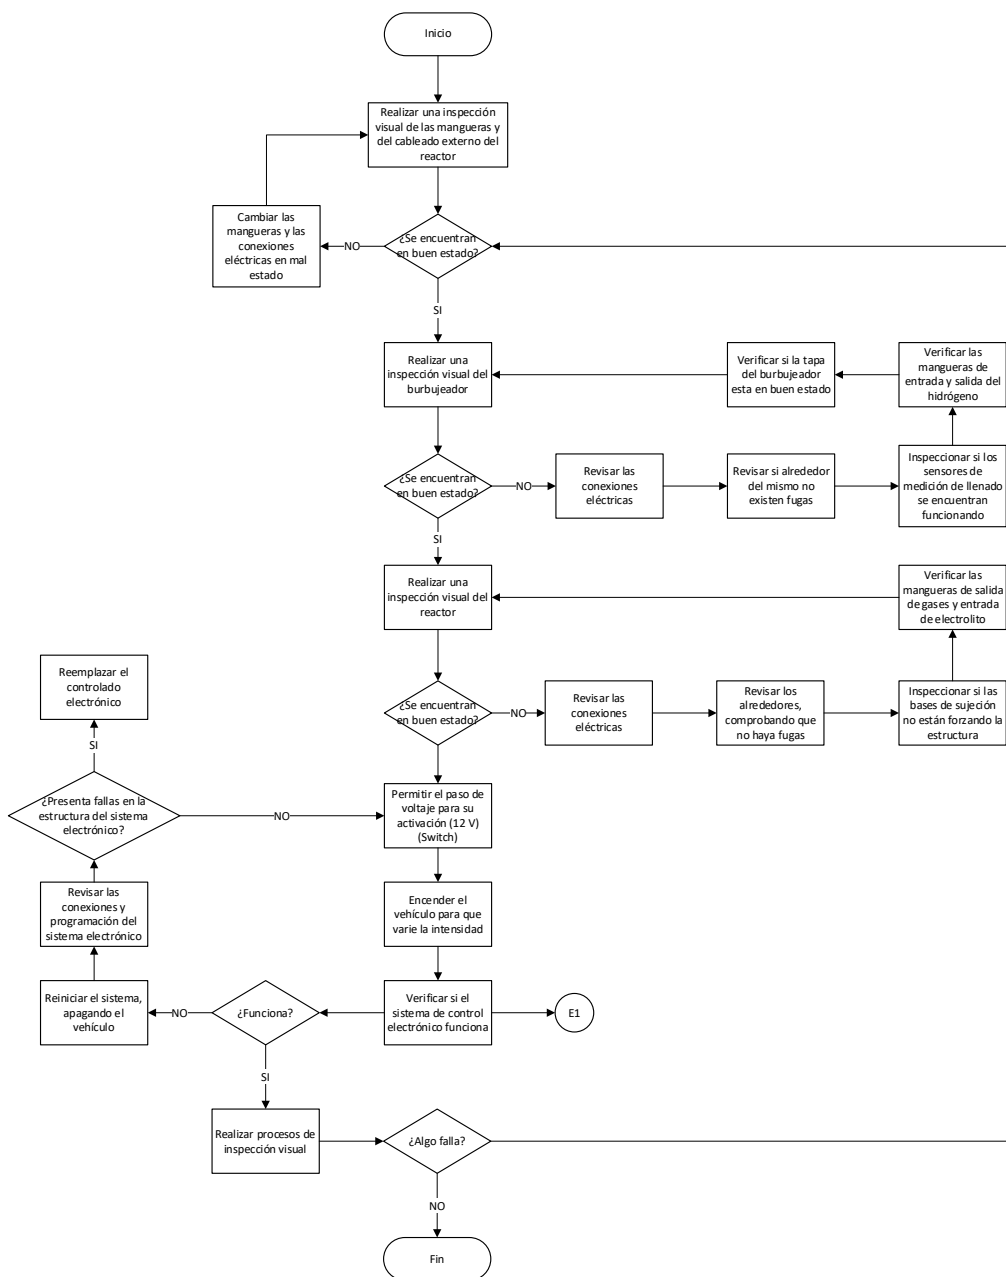 Inicio
Realizar una inspección
visual de las mangueras y
del cableado externo del
reactor
Cambiar las
mangueras y las
conexiones
eléctricas en mal
estado
NO
¿Se encuentran
en buen estado?
SI
Realizar una
inspección visual del
burbujeador
Verificar si la tapa
del burbujeador
esta en buen estado
Verificar las
mangueras de
entrada y salida del
hidrógeno
¿Se encuentran
en buen estado?
NO
Revisar las
conexiones
eléctricas
Revisar si alrededor
del mismo no
existen fugas
Inspeccionar si los
sensores de
medición de llenado
se encuentran
funcionando
SI
Realizar una
inspección visual del
reactor
Verificar las
mangueras de salida
de gases y entrada
de electrolito
Reemplazar el
controlado
electrónico
¿Se encuentran
en buen estado?
NO
Revisar las
conexiones
eléctricas
Revisar los
alrededores,
comprobando que
no haya fugas
Inspeccionar si las
bases de sujeción
no están forzando la
estructura
SI
¿Presenta fallas en la
estructura del sistema
electrónico?
NO
Permitir el paso de
voltaje para su
activación (12 V)
(Switch)
Revisar las
conexiones y
programación del
sistema electrónico
Encender el
vehículo para que
varie la intensidad
Reiniciar el sistema,
apagando el
vehículo
NO
¿Funciona?
Verificar si el
sistema de control
electrónico funciona
E1
SI
Realizar procesos de
inspección visual
¿Algo falla?
NO
Fin